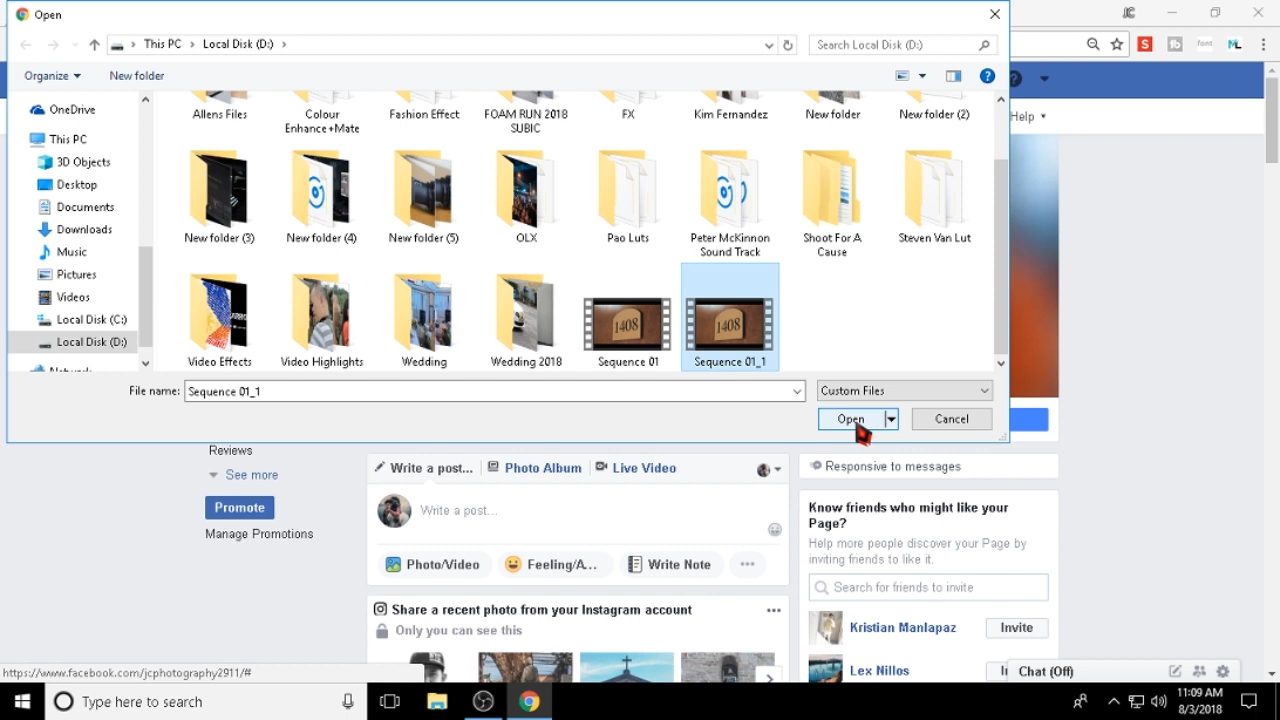 Open
This PC
Local Disk (D:)
Search Local Disk (D:)
font
ML
Organize
New folder
Help
OneDrive
This PC
3D Objects
Desktop
Documents
Downloads
Music
Pictures
Videos
Local Disk (C:)
Local Disk (D:)
Network
Allens Files
Colour
Enhance +Mate
Fashion Effect
FOAM RUN 2018
SUBIC
FX
Kim Fernandez
New folder
New folder (2)
New folder (3)
New folder (4)
New folder (5)
OLX
Pao Luts
Peter McKinnon
Sound Track
Shoot For A
Cause
Steven Van Lut
1408
1408
Video Effects
Video Highlights
Wedding
Wedding 2018
Sequence 01
Sequence 01_1
File name:
Sequence 01_1
Custom Files
Open
Cancel
Reviews
See more
Promote
Manage Promotions
Write a post...
Photo Album
Live Video
Write a post...
Photo/Video
Feeling/A...
Write Note
Share a recent photo from your Instagram account
Only you can see this
Responsive to messages
Know friends who might like your
Page?
Help more people discover your Page by
inviting friends to like it.
Search for friends to invite
Kristian Manlapaz
Invite
Lex Nillos
Chat (Off)
https://www.facebook.com/jcphotography2911/#
Type here to search
11:09 AM
8/3/2018